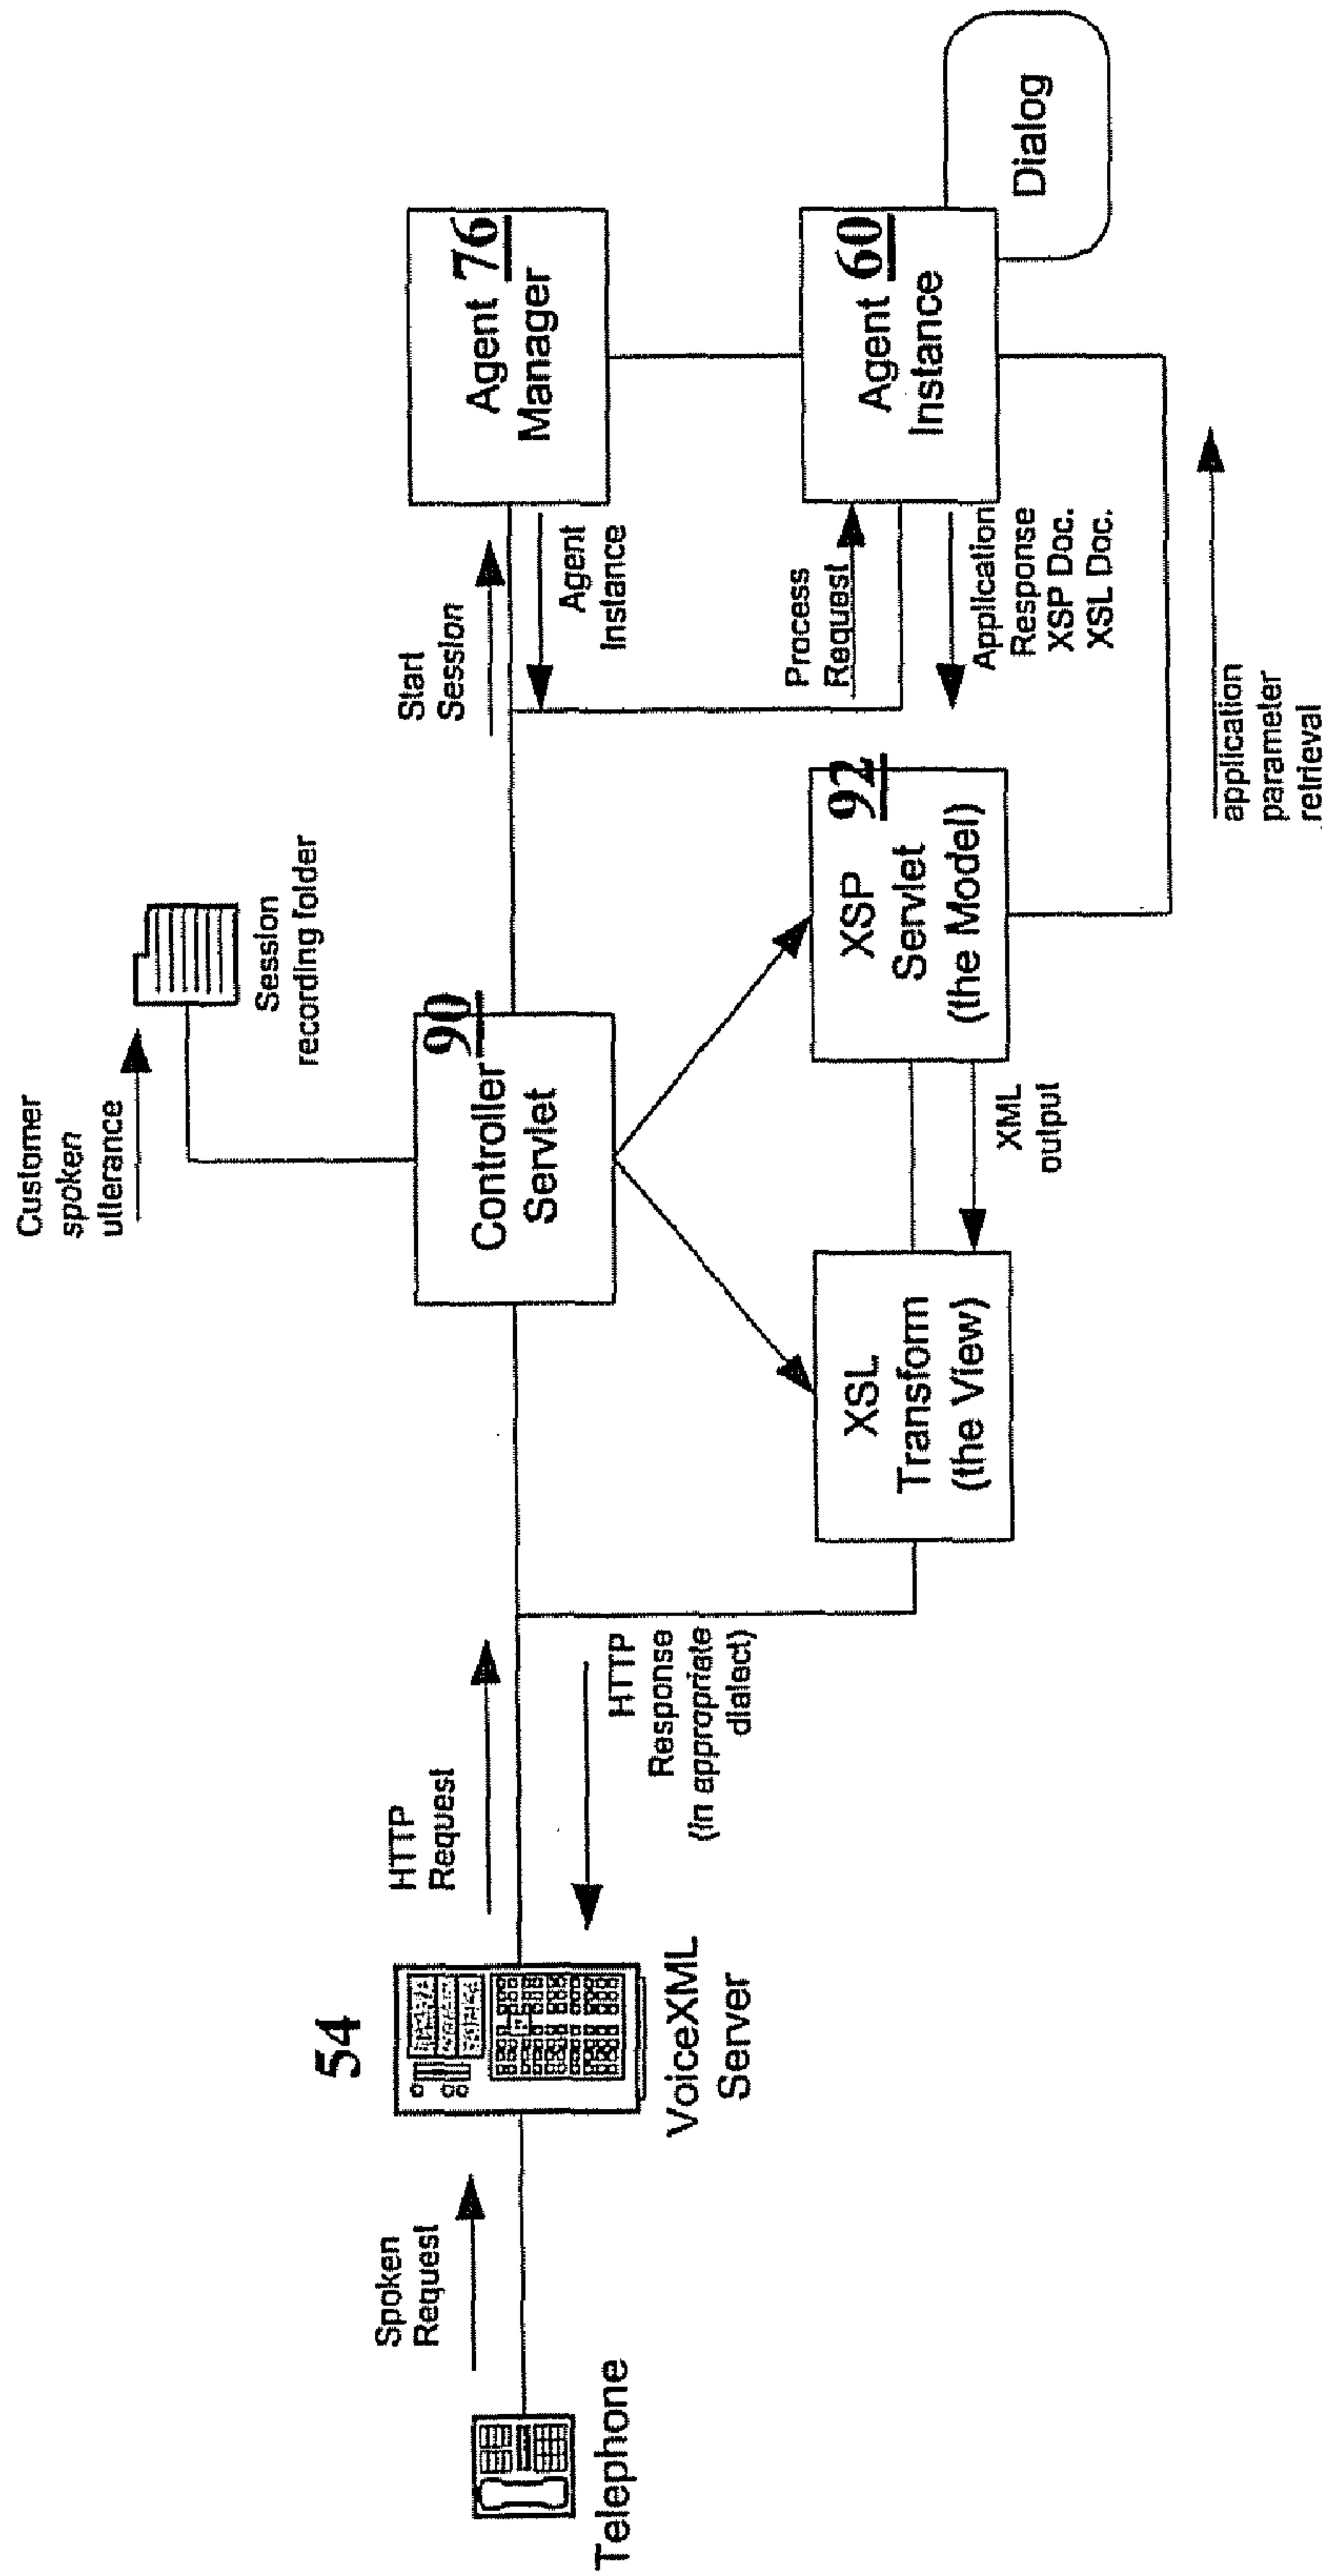 Customer
spoken
utterance
Session
recording folder
Spoken
Request
Telephone
54
VoiceXML
Server
HTTP
Request
HTTP
Response
(in appropriate
dialect)
90
Controller
Servlet
XSL
Transform
(the View)
XML
output
92
XSP
Servlet
(the Model)
Start
Session
Agent
Instance
Agent 76
Manager
Process
Request
Application
Response
XSP Doc.
XSL Doc.
Agent 60
Instance
Dialog
application
parameter
retrieval